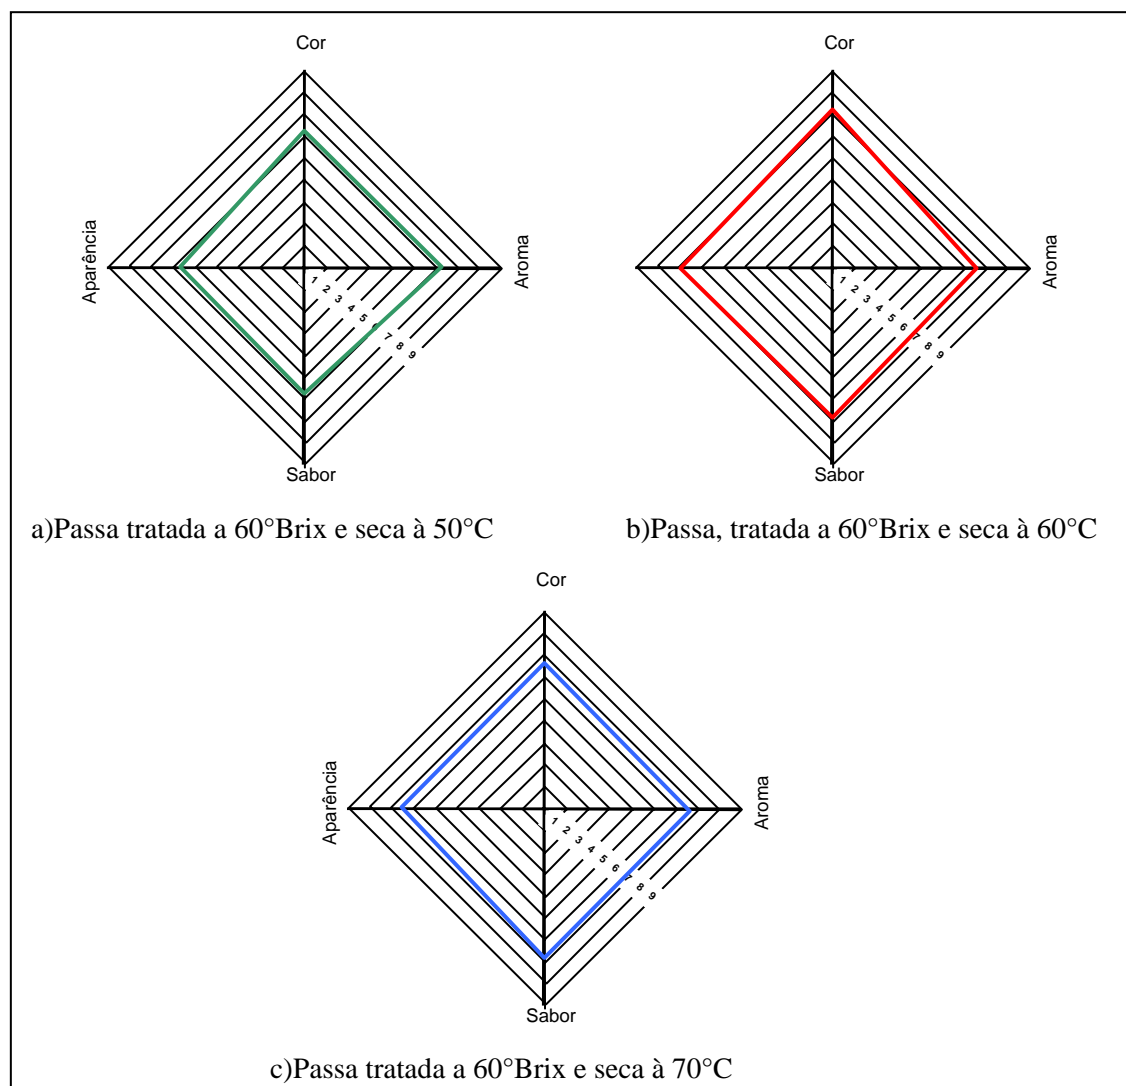 Cor
Aparência
Aroma
1 2 3 4 5 6 7 8 9
Sabor
a)Passa tratada a 60°Brix e seca à 50°C
Cor
Aroma
1 2 3 4 5 6 7 8 9
Sabor
b)Passa, tratada a 60°Brix e seca à 60°C
Cor
Aparência
Aroma
1 2 3 4 5 6 7 8 9
Sabor
c)Passa tratada a 60°Brix e seca à 70°C